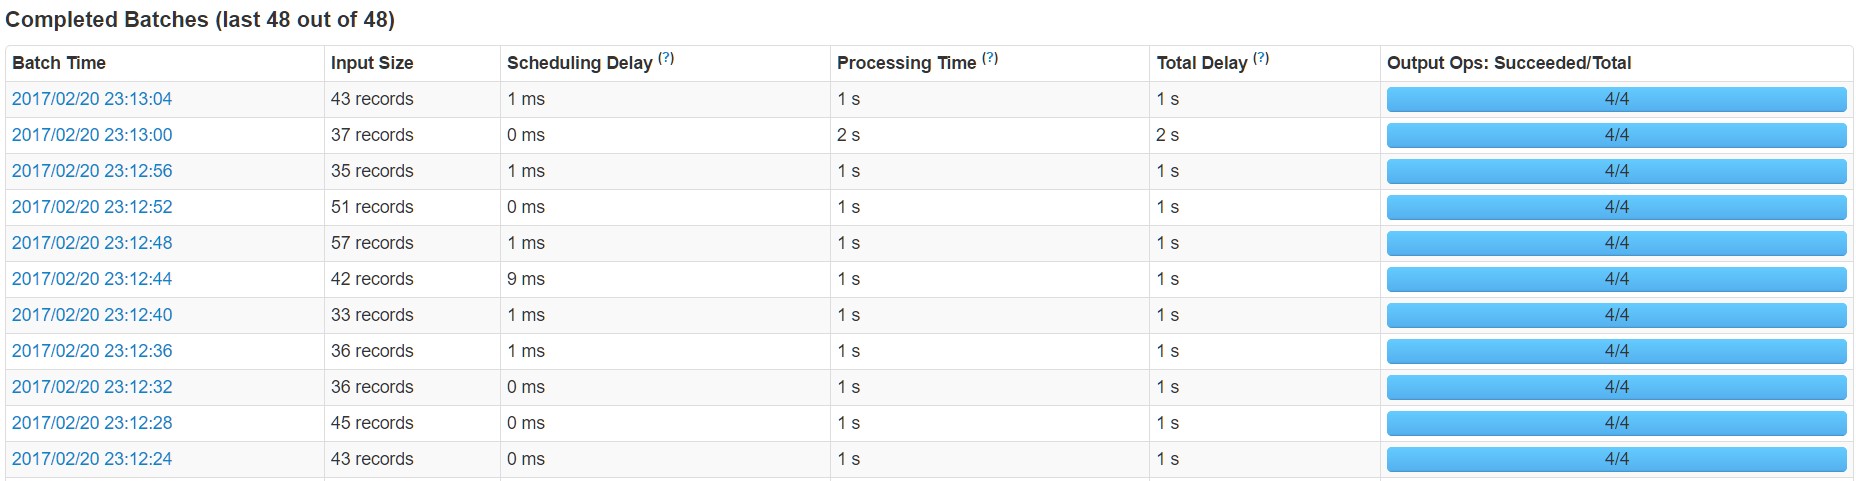 Completed Batches (last 48 out of 48)
Batch Time Input Size Scheduling Delay (?) Processing Time (?) Total Delay (?) Output Ops: Succeeded/Total
2017/02/20 23:13:04 43 records 1 ms 1 s 1 s 4/4
2017/02/20 23:13:00 37 records 0 ms 2 s 2 s 4/4
2017/02/20 23:12:56 35 records 1 ms 1 s 1 s 4/4
2017/02/20 23:12:52 51 records 0 ms 1 s 1 s 4/4
2017/02/20 23:12:48 57 records 1 ms 1 s 1 s 4/4
2017/02/20 23:12:44 42 records 9 ms 1 s 1 s 4/4
2017/02/20 23:12:40 33 records 1 ms 1 s 1 s 4/4
2017/02/20 23:12:36 36 records 1 ms 1 s 1 s 4/4
2017/02/20 23:12:32 36 records 0 ms 1 s 1 s 4/4
2017/02/20 23:12:28 45 records 0 ms 1 s 1 s 4/4
2017/02/20 23:12:24 43 records 0 ms 1 s 1 s 4/4